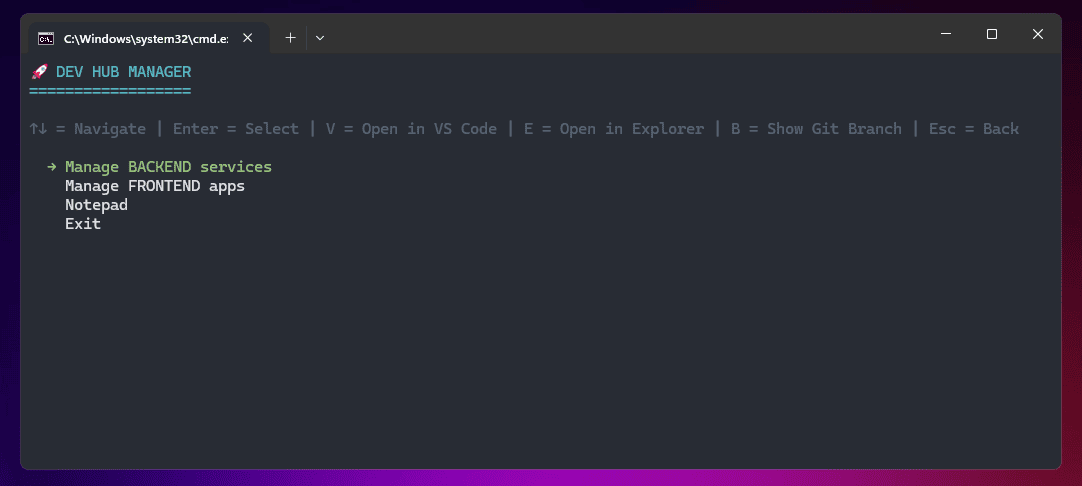 C:\Windows\system32\cmd.e:
🚀 DEV HUB MANAGER
==================
↑↓ = Navigate | Enter = Select | V = Open in VS Code | E = Open in Explorer | B = Show Git Branch | Esc = Back
→ Manage BACKEND services
Manage FRONTEND apps
Notepad
Exit